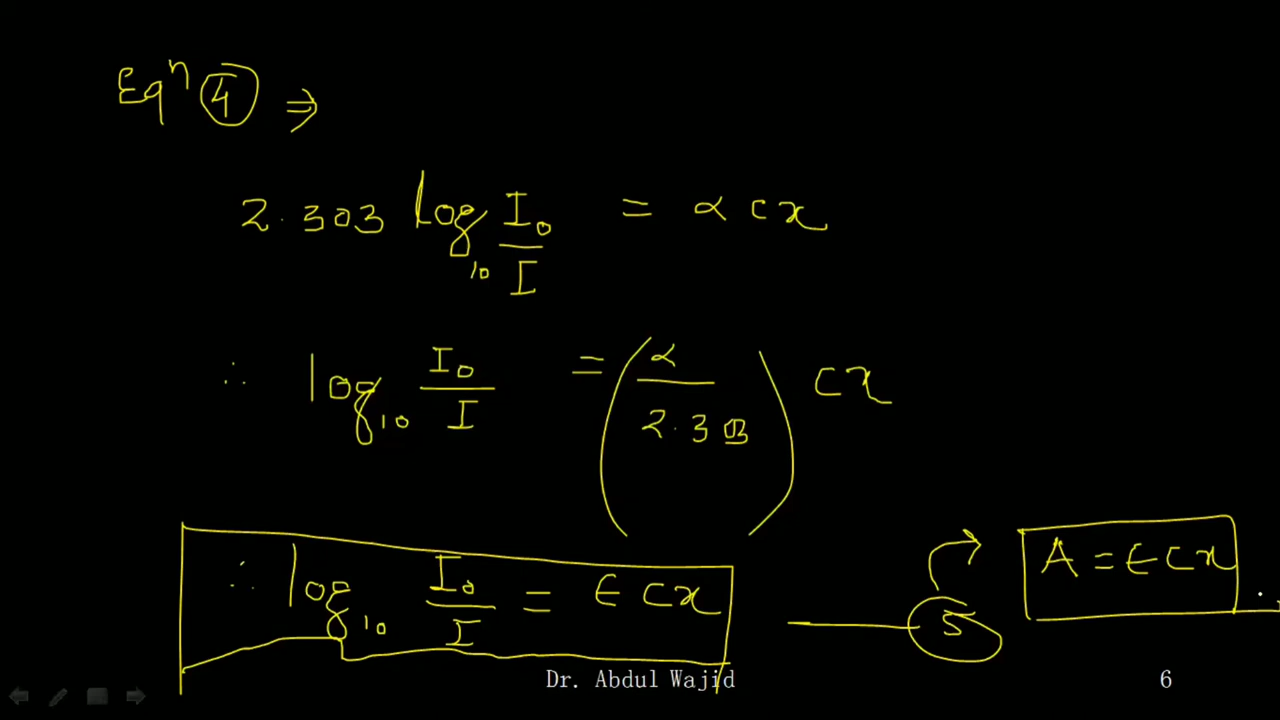 Eqⁿ ④ ⇒
2.303 log₁₀ I₀/I = α c x
∴ log₁₀ I₀/I = (α/2.303) c x
∴ log₁₀ I₀/I = ϵ c x —— ⑤ → A = ϵ c x
Dr. Abdul Wajid 6